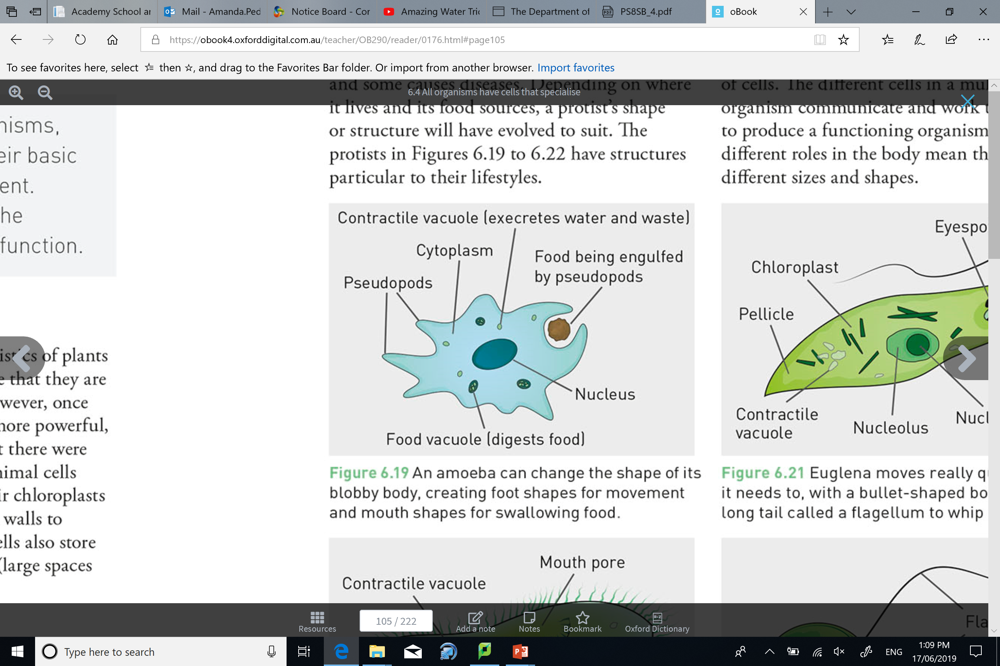 Academy School ar
Mail - Amanda.Ped
Notice Board - Cor
Amazing Water Tric
The Department of
PS8SB_4.pdf
oBook
https://obook4.oxforddigital.com.au/teacher/OB290/reader/0176.html#page105
To see favorites here, select then , and drag to the Favorites Bar folder. Or import from another browser. Import favorites
6.4 All organisms have cells that specialise
nisms,
eir basic
ent.
he
function.
istics of plants
e that they are
wever, once
more powerful,
t there were
nimal cells
ir chloroplasts
walls to
ells also store
(large spaces
and some causes diseases. Depending on where
it lives and its food sources, a protist's shape
or structure will have evolved to suit. The
protists in Figures 6.19 to 6.22 have structures
particular to their lifestyles.
Contractile vacuole (execretes water and waste)
Cytoplasm
Food being engulfed
by pseudopods
Pseudopods
Nucleus
Food vacuole (digests food)
Figure 6.19 An amoeba can change the shape of its
blobby body, creating foot shapes for movement
and mouth shapes for swallowing food.
Mouth pore
Contractile vacuole
of cells. The different cells in a mul
organism communicate and work t
to produce a functioning organism
different roles in the body mean th
different sizes and shapes.
Eyespo
Chloroplast
Pellicle
Contractile
vacuole
Nucleolus
Nucl
Figure 6.21 Euglena moves really q
it needs to, with a bullet-shaped bo
long tail called a flagellum to whip
Fla
Resources
105 / 222
Add a note
Notes
Bookmark
A-Z
Oxford Dictionary
Type here to search
ENG
1:09 PM
17/06/2019